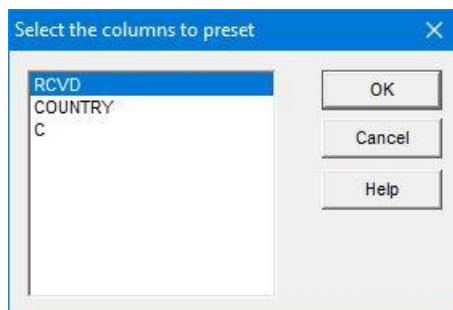 Select the columns to preset
RCVD
COUNTRY
C
OK
Cancel
Help